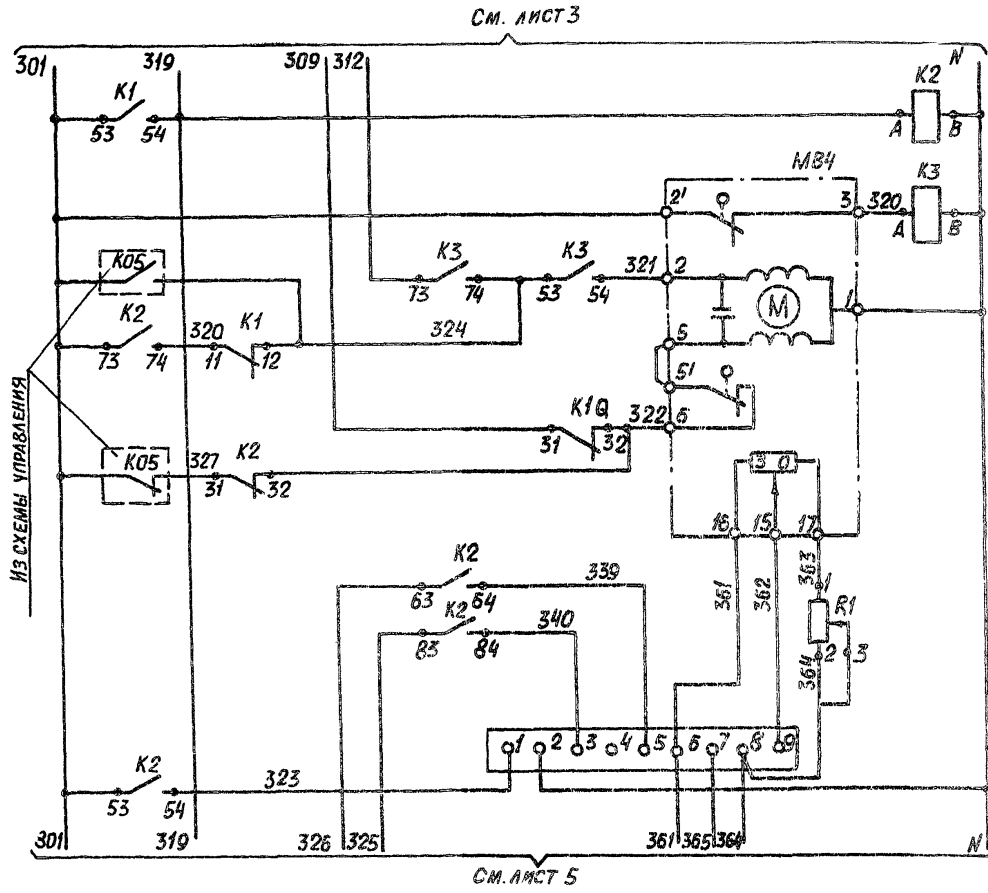 См. лист 3
301 319 309 312 N
K1 K2
53 54 A B
МВ4 K3
2' 3 320 A B
K05 K3 K3
73 74 53 54 321 2 1
K2 320 K1 324 M
73 74 11 12 5
5'
K1Q 322 6
31 32
K05 327 K2
31 32
3 0
16 15 17
ИЗ СХЕМЫ УПРАВЛЕНИЯ
K2 339
63 64
K2 340
83 84
361 362 363 1
R1
364 2 3
1 2 3 4 5 6 7 8 9
K2 323
53 54
301 319 326 325 361 365 364 N
См. лист 5